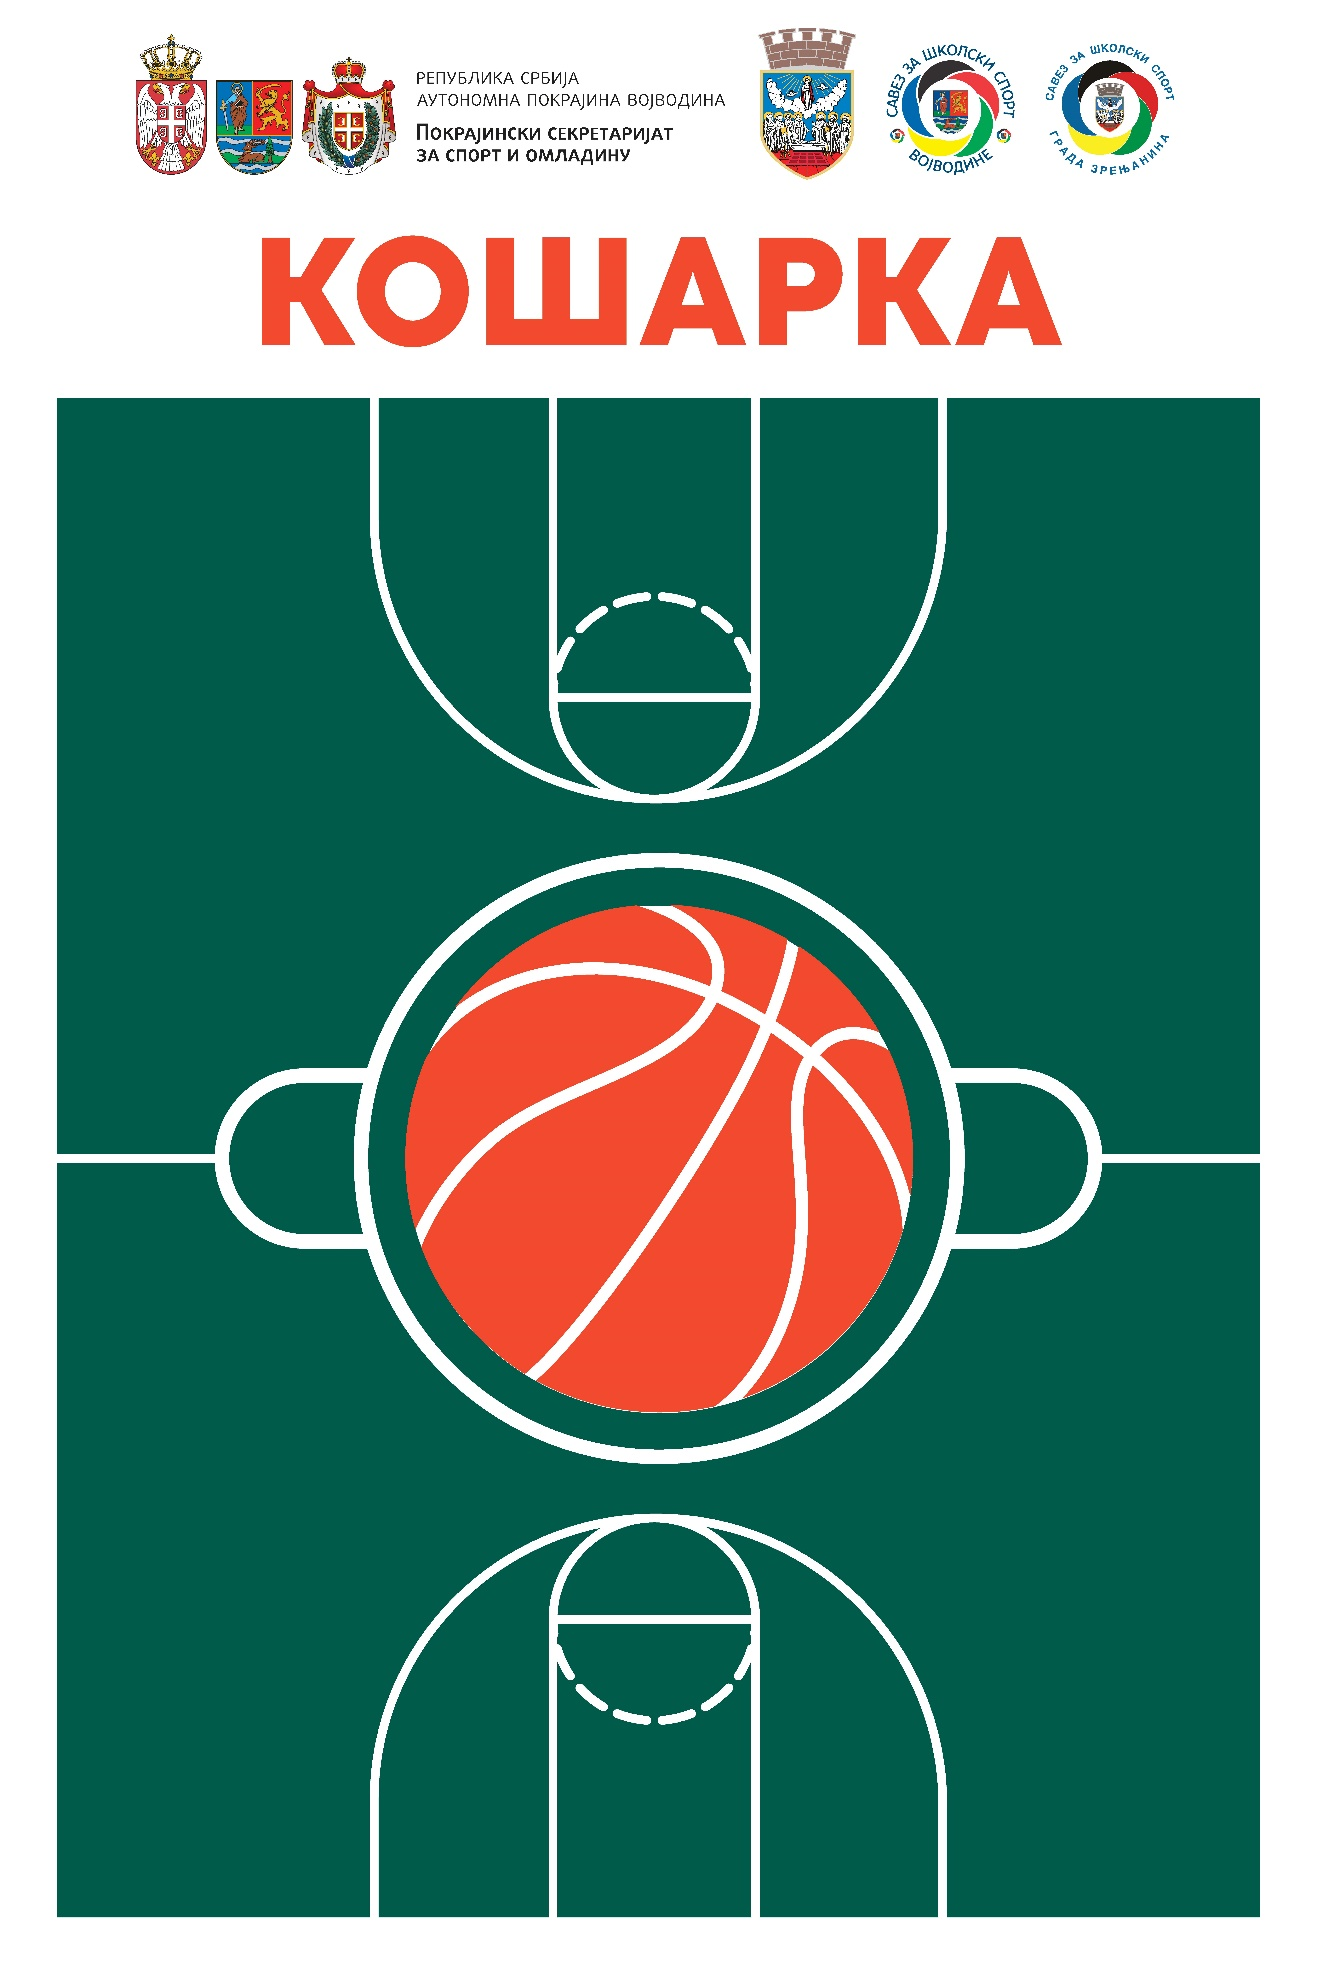 РЕПУБЛИКА СРБИЈА
АУТОНОМНА ПОКРАЈИНА ВОЈВОДИНА
ПОКРАЈИНСКИ СЕКРЕТАРИЈАТ
ЗА СПОРТ И ОМЛАДИНУ
САВЕЗ ЗА ШКОЛСКИ СПОРТ
ВОЈВОДИНЕ
САВЕЗ ЗА ШКОЛСКИ СПОРТ
ГРАДА ЗРЕЊАНИНА
КОШАРКА